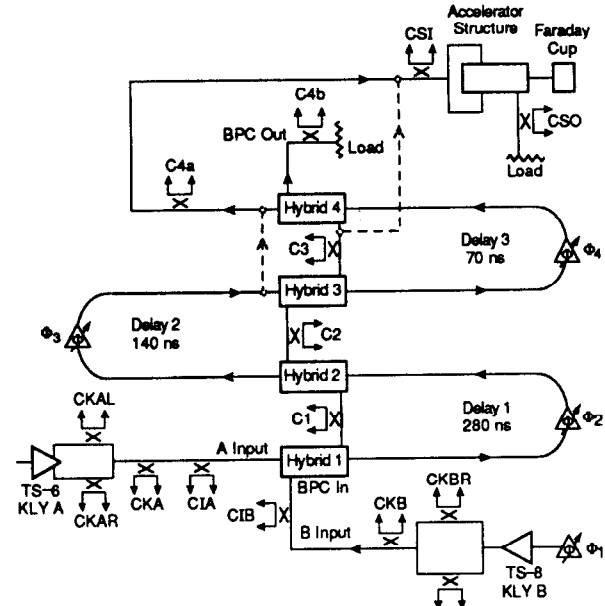 Accelerator
Structure
Faraday
Cup
CSI
CSO
Load
C4b
BPC Out
Load
C4a
Hybrid 4
C3
Delay 3
70 ns
Φ4
Hybrid 3
Delay 2
140 ns
Φ3
C2
Hybrid 2
C1
Delay 1
280 ns
Φ2
CKAL
A Input
Hybrid 1
BPC In
TS-6
KLY A
CKAR
CKA
CIA
CIB
B Input
CKB
CKBR
Φ1
TS-8
KLY B